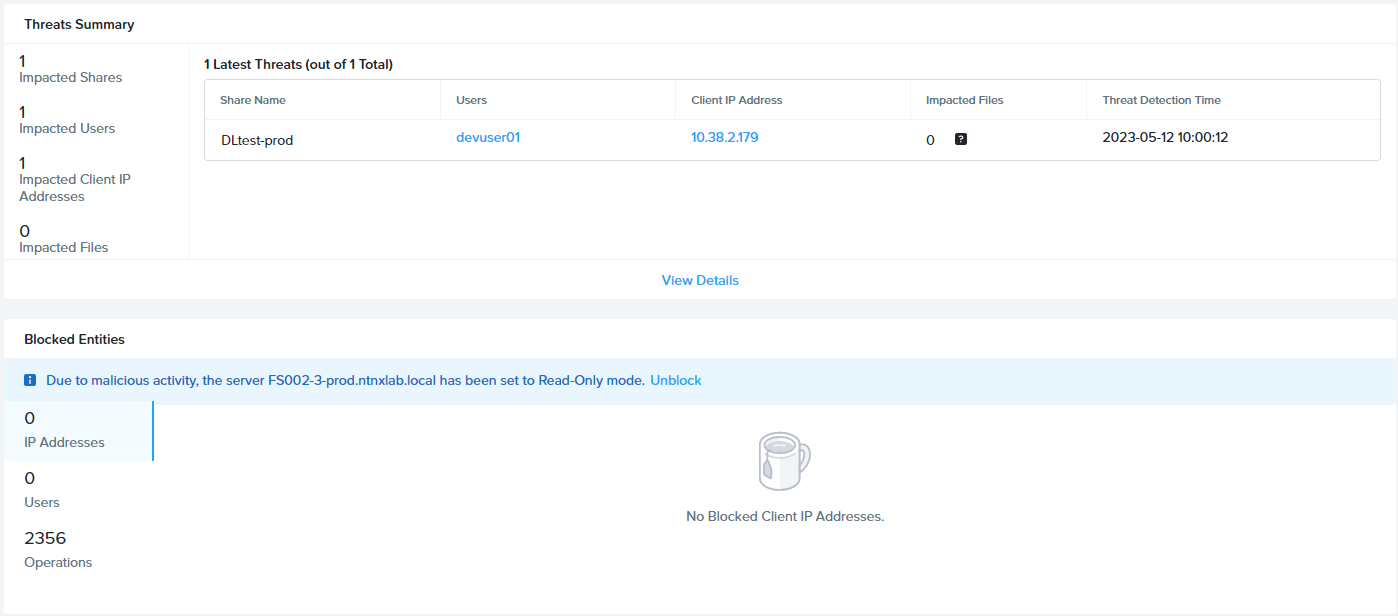 Threats Summary
1
Impacted Shares
1
Impacted Users
1
Impacted Client IP
Addresses
0
Impacted Files
1 Latest Threats (out of 1 Total)
Share Name Users Client IP Address Impacted Files Threat Detection Time
DLtest-prod devuser01 10.38.2.179 0 ? 2023-05-12 10:00:12
View Details
Blocked Entities
Due to malicious activity, the server FS002-3-prod.ntnxlab.local has been set to Read-Only mode. Unblock
0
IP Addresses
0
Users
2356
Operations
No Blocked Client IP Addresses.